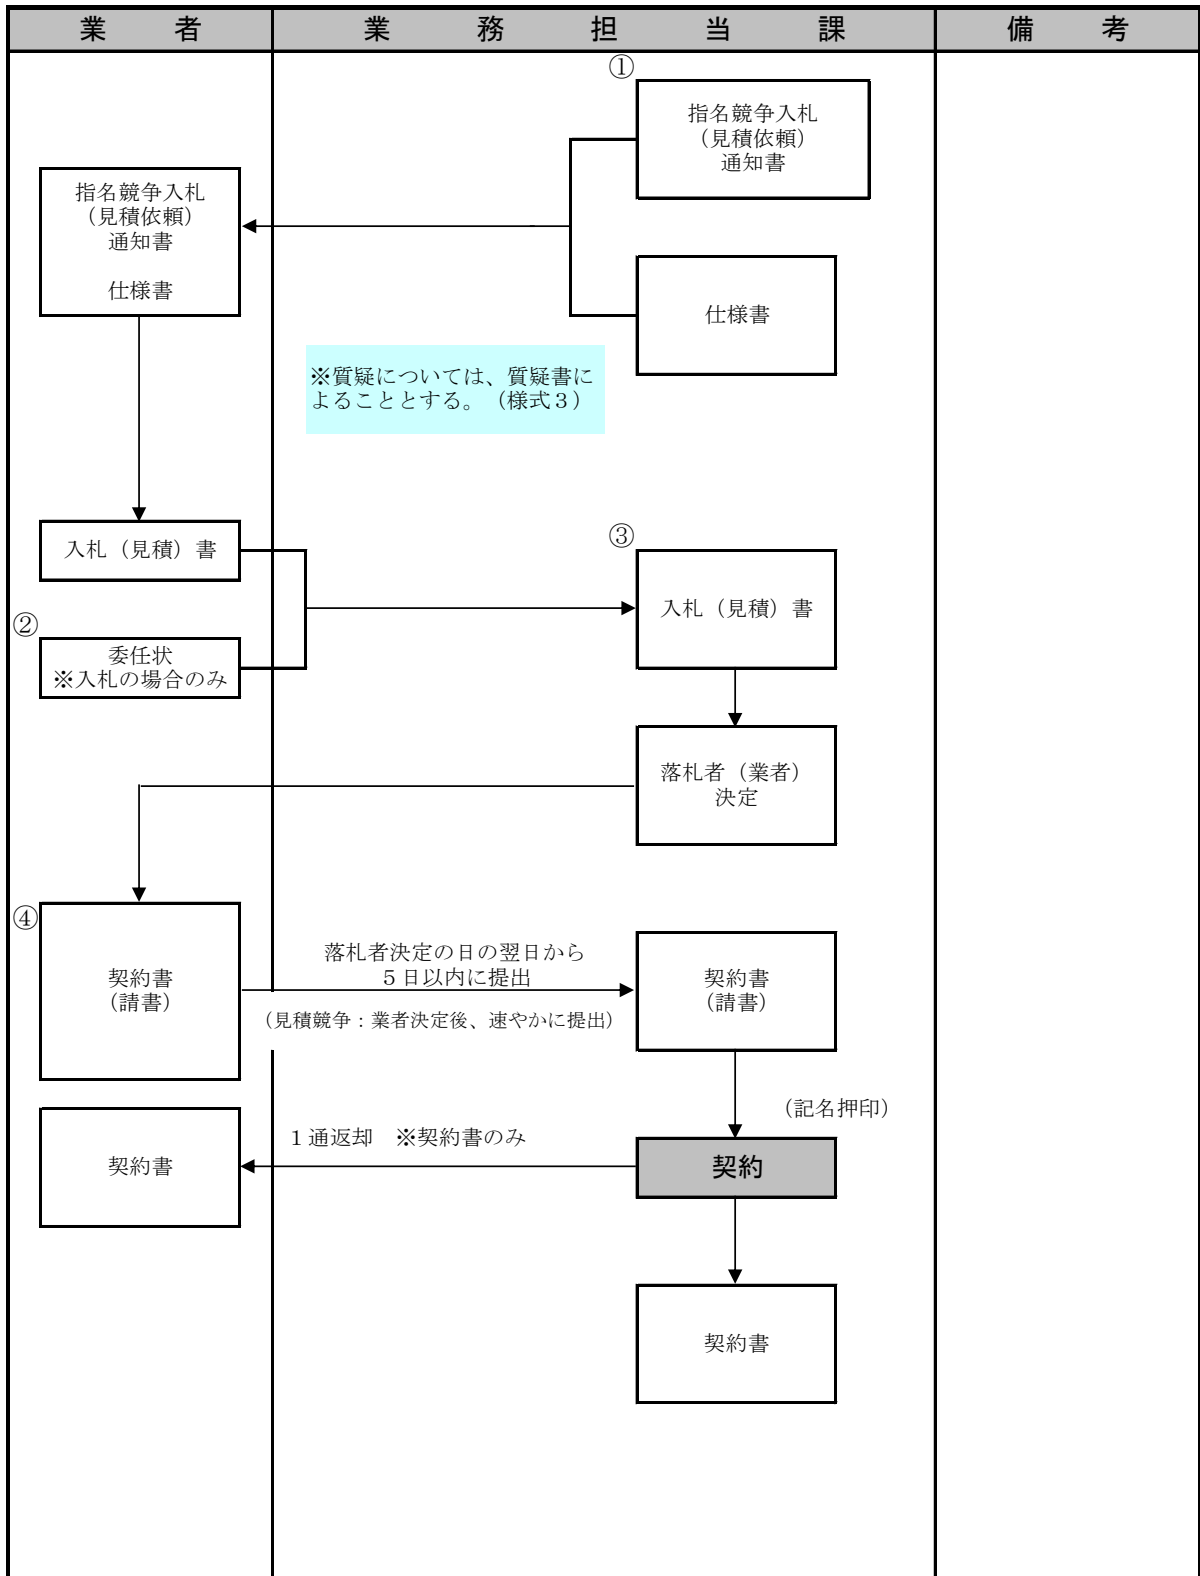 業者
業務担当課
備考
①
指名競争入札
（見積依頼）
通知書
指名競争入札
（見積依頼）
通知書
仕様書
仕様書
※質疑については、質疑書に
よることとする。（様式３）
入札（見積）書
②
委任状
※入札の場合のみ
③
入札（見積）書
落札者（業者）
決定
④
契約書
（請書）
落札者決定の日の翌日から
５日以内に提出
（見積競争：業者決定後、速やかに提出）
契約書
（請書）
（記名押印）
契約書
１通返却　※契約書のみ
契約
契約書